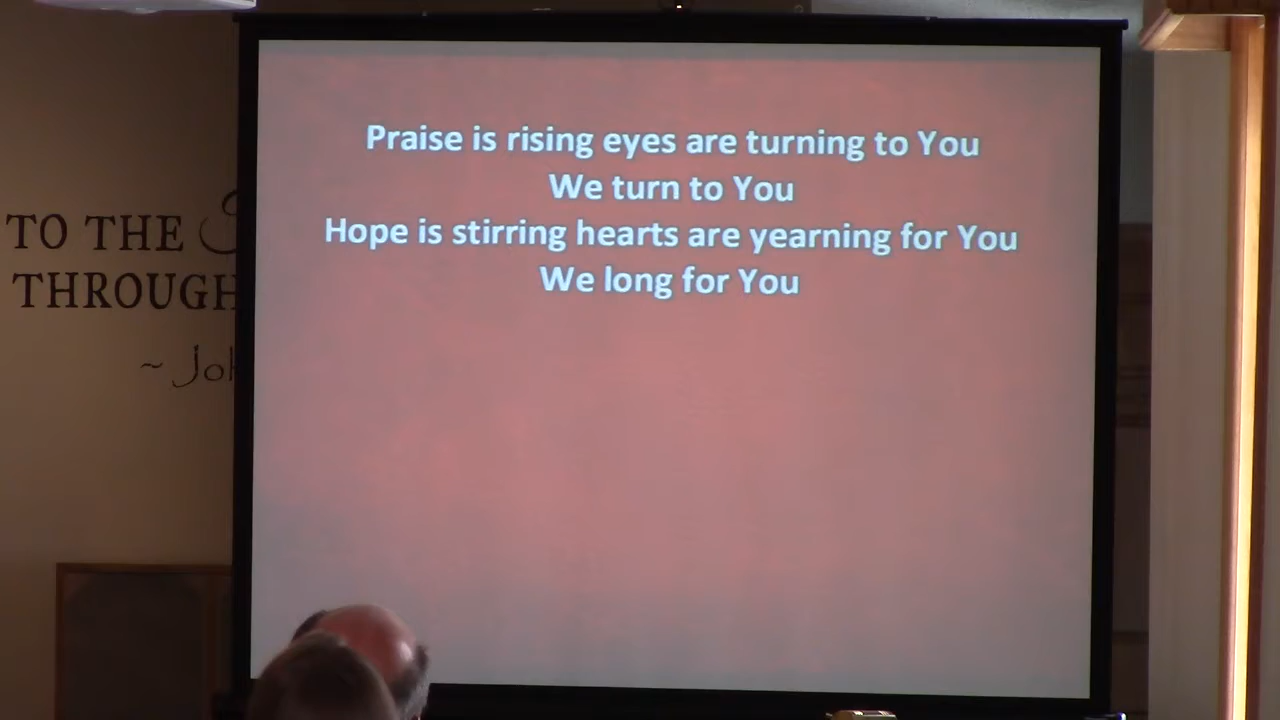 Praise is rising eyes are turning to You
We turn to You
Hope is stirring hearts are yearning for You
We long for You
TO THE
THROUGH
~